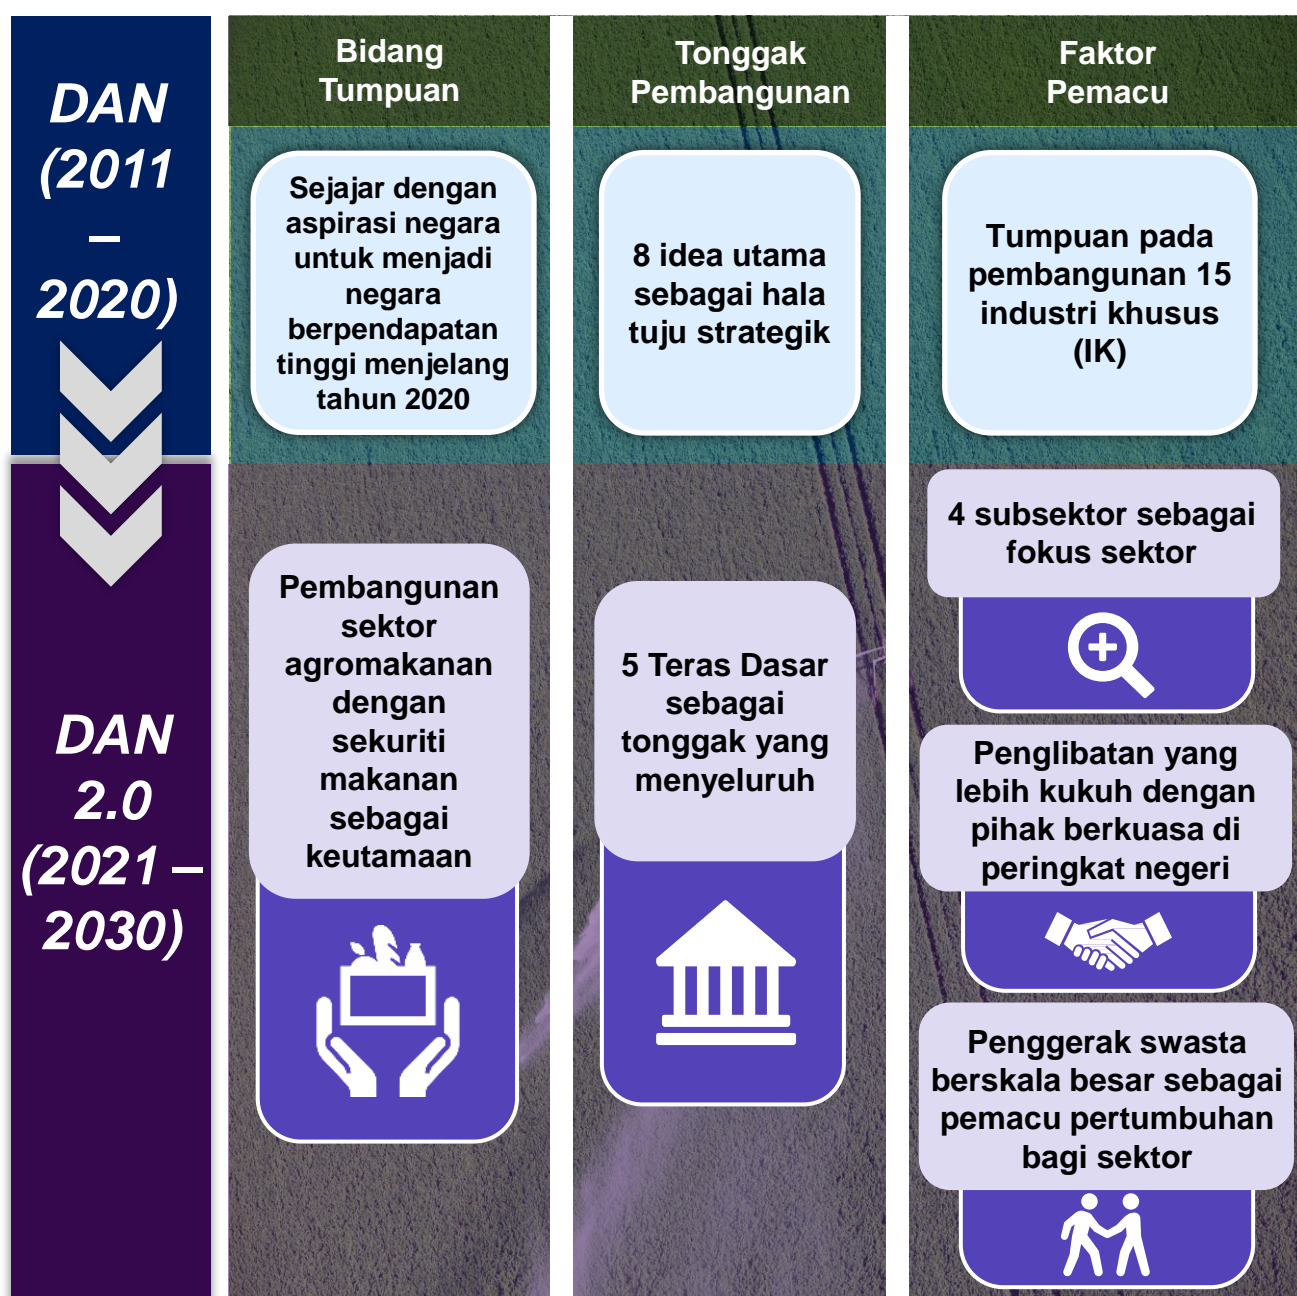 DAN
(2011
–
2020)
Bidang
Tumpuan
Tonggak
Pembangunan
Faktor
Pemacu
Sejajar dengan
aspirasi negara
untuk menjadi
negara
berpendapatan
tinggi menjelang
tahun 2020
8 idea utama
sebagai hala
tuju strategik
Tumpuan pada
pembangunan 15
industri khusus
(IK)
DAN
2.0
(2021 –
2030)
Pembangunan
sektor
agromakanan
dengan
sekuriti
makanan
sebagai
keutamaan
5 Teras Dasar
sebagai
tonggak yang
menyeluruh
4 subsektor sebagai
fokus sektor
Penglibatan yang
lebih kukuh dengan
pihak berkuasa di
peringkat negeri
Penggerak swasta
berskala besar sebagai
pemacu pertumbuhan
bagi sektor